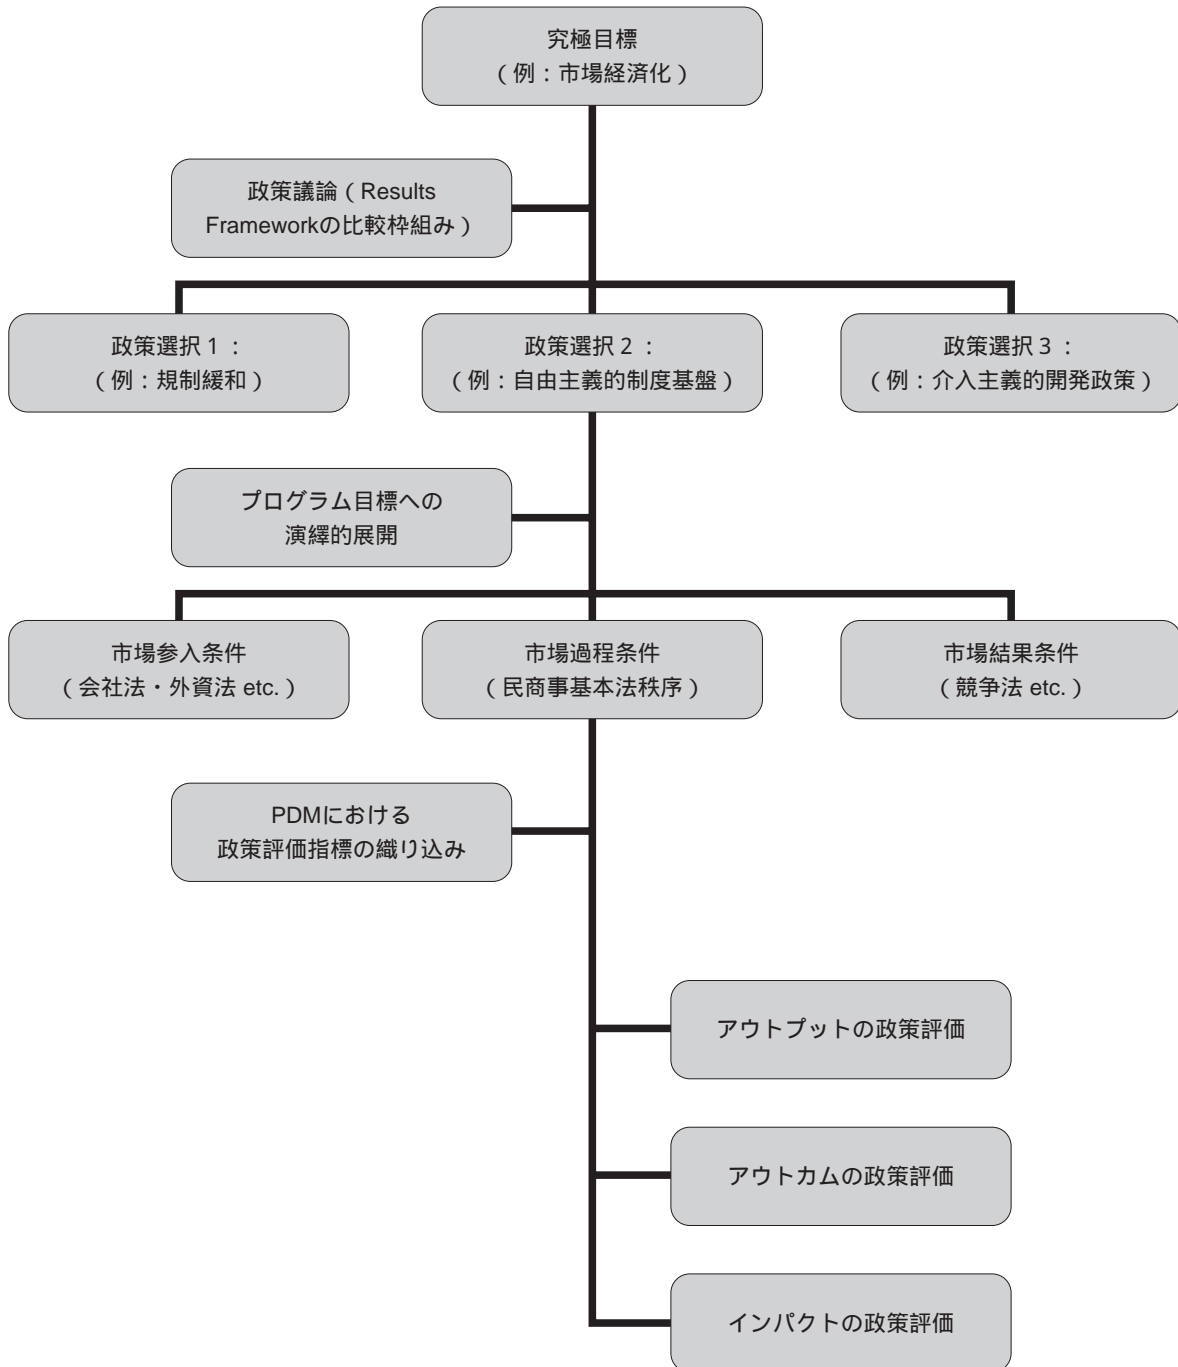 究極目標
（例：市場経済化）
政策議論（Results
Frameworkの比較枠組み）
政策選択１：
（例：規制緩和）
政策選択２：
（例：自由主義的制度基盤）
政策選択３：
（例：介入主義的開発政策）
プログラム目標への
演繹的展開
市場参入条件
（会社法・外資法 etc.）
市場過程条件
（民商事基本法秩序）
市場結果条件
（競争法 etc.）
PDMにおける
政策評価指標の織り込み
アウトプットの政策評価
アウトカムの政策評価
インパクトの政策評価